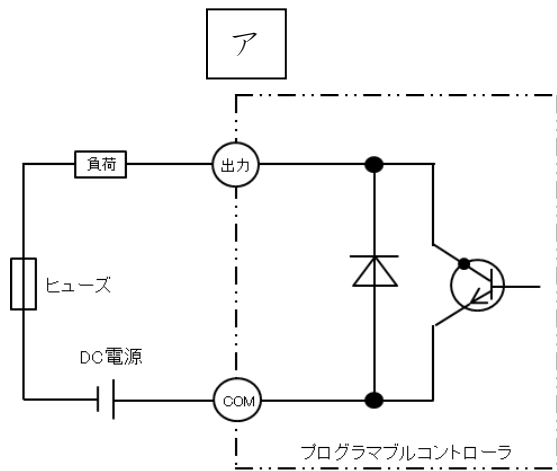 ア
負荷
出力
ヒューズ
DC電源
COM
プログラマブルコントローラ